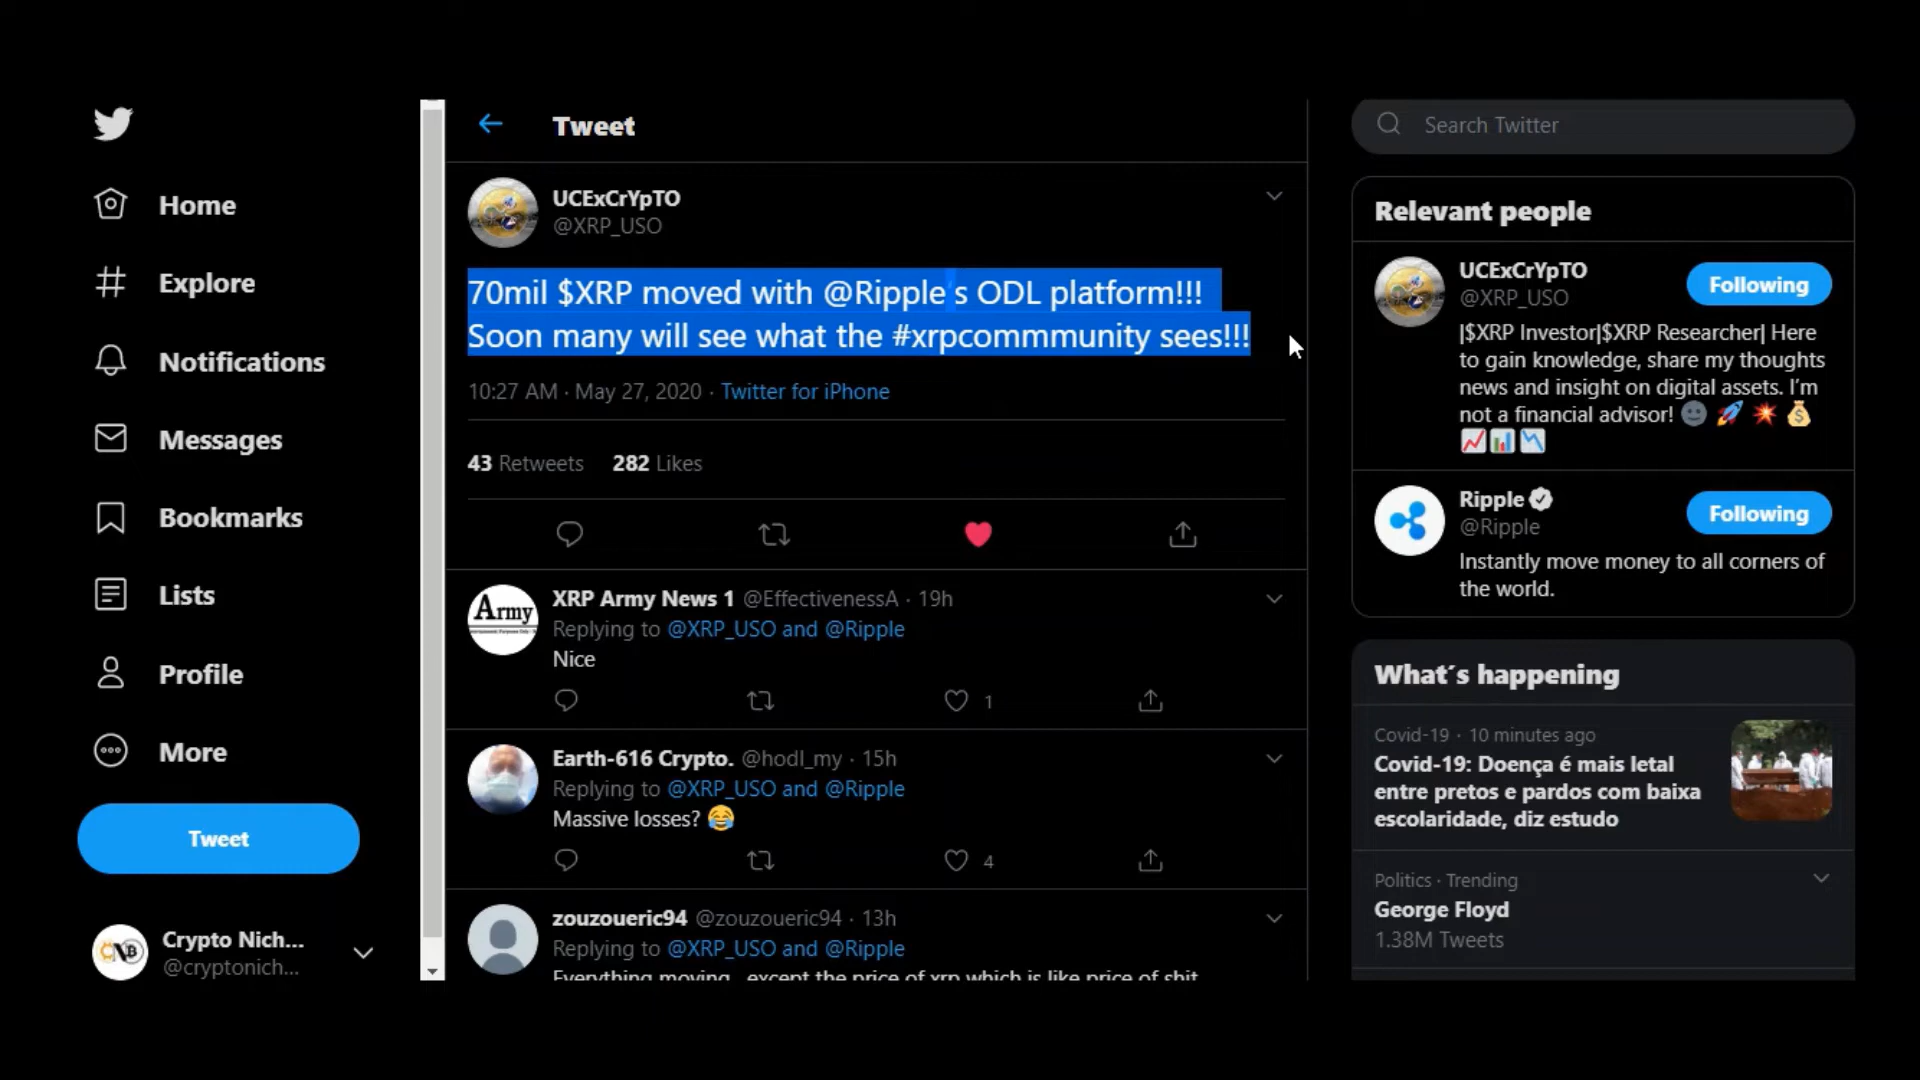 Home
Explore
Notifications
Messages
Bookmarks
Lists
Profile
More
Tweet
Crypto Nich...
@cryptonich...
Tweet
UCExCrYpTO
@XRP_USO
70mil $XRP moved with @Ripple´s ODL platform!!!
Soon many will see what the #xrpcommmunity sees!!!
10:27 AM · May 27, 2020 · Twitter for iPhone
43 Retweets 282 Likes
Army
XRP Army News 1 @EffectivenessA · 19h
Replying to @XRP_USO and @Ripple
Nice
1
Earth-616 Crypto. @hodl_my · 15h
Replying to @XRP_USO and @Ripple
Massive losses? 😂
4
zouzoueric94 @zouzoueric94 · 13h
Replying to @XRP_USO and @Ripple
Everything moving.. except the price of xrp which is like price of shit
Search Twitter
Relevant people
UCExCrYpTO
@XRP_USO
Following
|$XRP Investor|$XRP Researcher| Here
to gain knowledge, share my thoughts
news and insight on digital assets. I’m
not a financial advisor! 🌚 🚀 💥 💰
📈 📊 📉
Ripple
@Ripple
Following
Instantly move money to all corners of
the world.
What´s happening
Covid-19 · 10 minutes ago
Covid-19: Doença é mais letal
entre pretos e pardos com baixa
escolaridade, diz estudo
Politics · Trending
George Floyd
1.38M Tweets